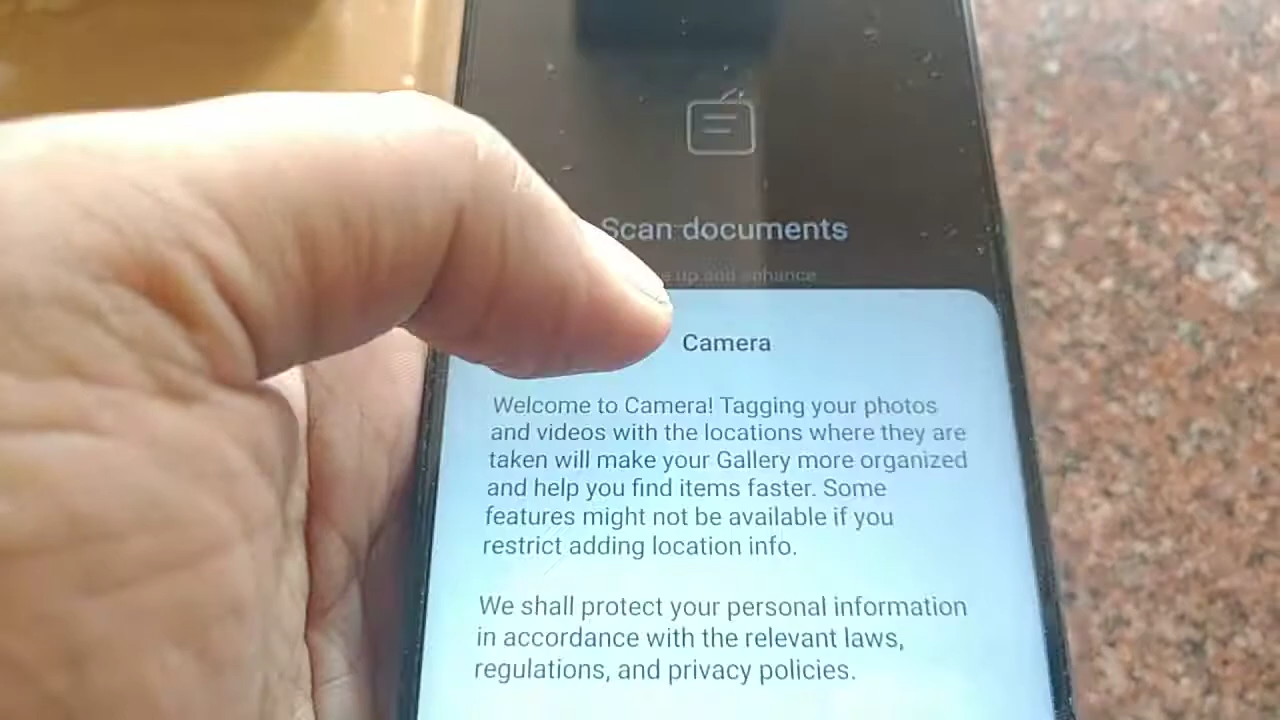 Scan documents
up and enhance
Camera
Welcome to Camera! Tagging your photos
and videos with the locations where they are
taken will make your Gallery more organized
and help you find items faster. Some
features might not be available if you
restrict adding location info.
We shall protect your personal information
in accordance with the relevant laws,
regulations, and privacy policies.